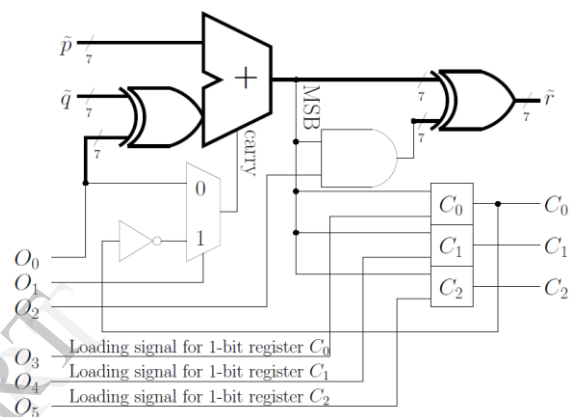 p̃ 7
+
q̃ 7
7
MSB
carry
7
7
r̃
0
1
C₀ C₀
C₁ C₁
C₂ C₂
O₀
O₁
O₂
O₃ Loading signal for 1-bit register C₀
O₄ Loading signal for 1-bit register C₁
O₅ Loading signal for 1-bit register C₂